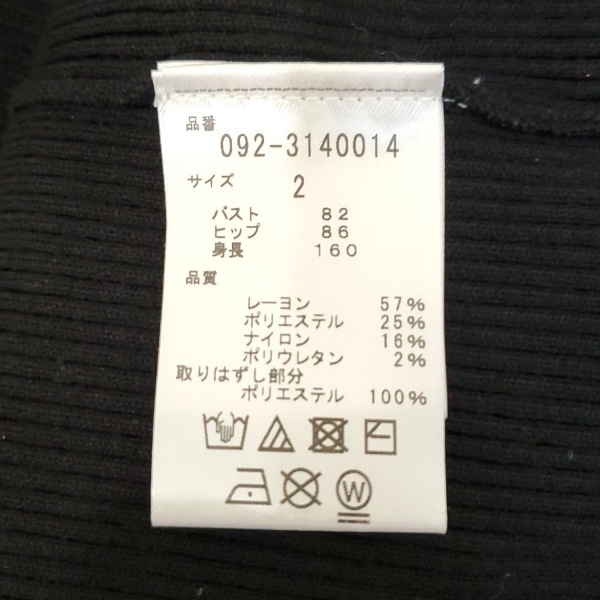 品番
092-3140014
サイズ 2
バスト 82
ヒップ 86
身長 160
品質
レーヨン 57%
ポリエステル 25%
ナイロン 16%
ポリウレタン 2%
取りはずし部分
ポリエステル 100%
W